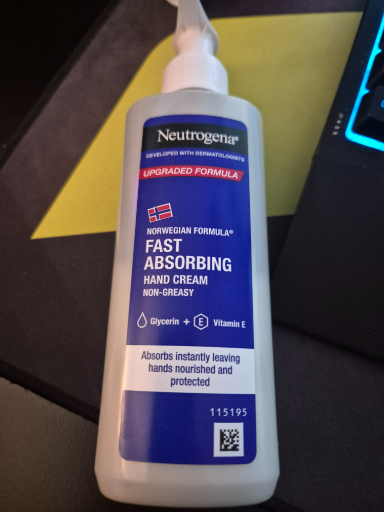 Neutrogena®
DEVELOPED WITH DERMATOLOGISTS
UPGRADED FORMULA
NORWEGIAN FORMULA®
FAST
ABSORBING
HAND CREAM
NON-GREASY
Glycerin + E Vitamin E
Absorbs instantly leaving
hands nourished and
protected
115195